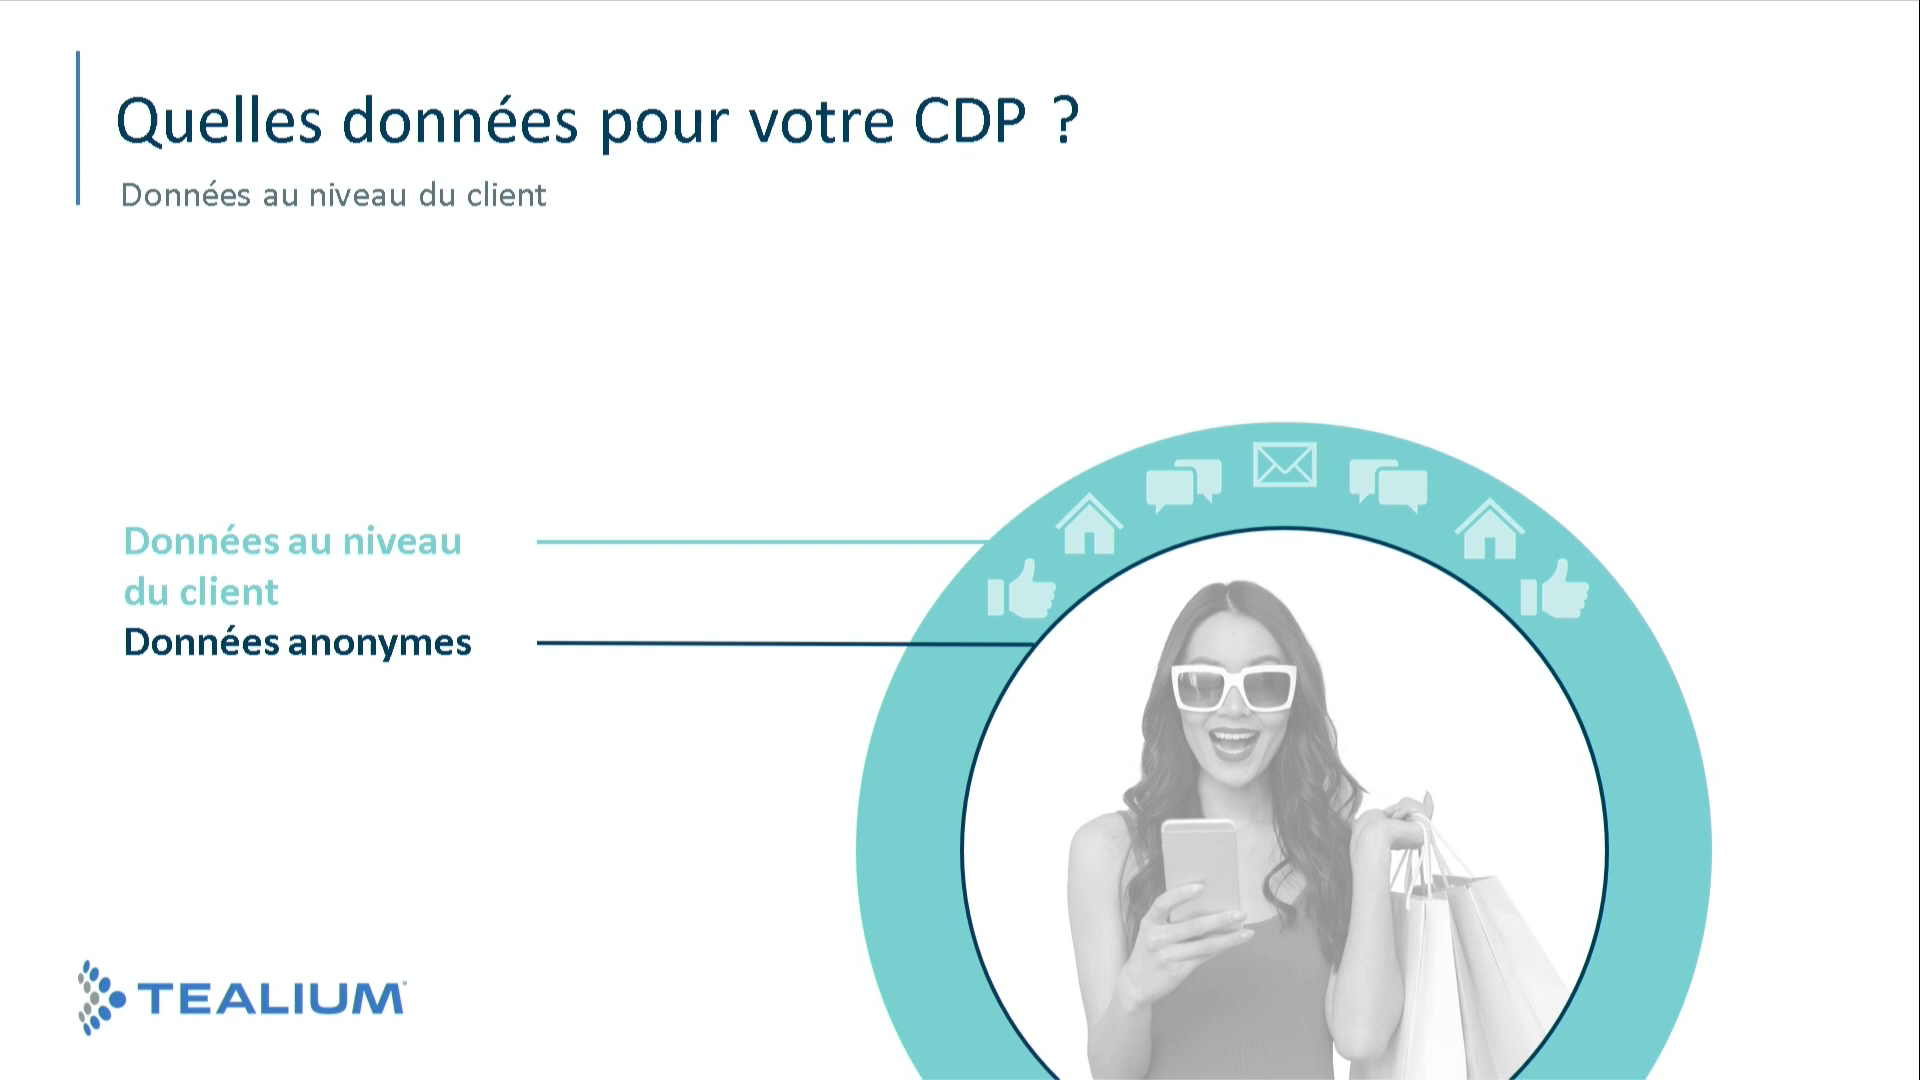 Quelles données pour votre CDP ?
Données au niveau du client
Données au niveau
du client
Données anonymes
TEALIUM